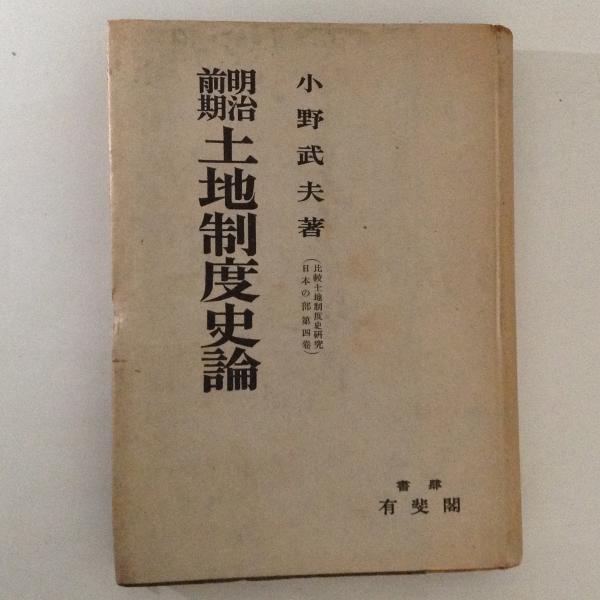 小野武夫著
（比較土地制度史研究
日本の部 第四巻）
明治
前期
土地制度史論
書肆
有斐閣